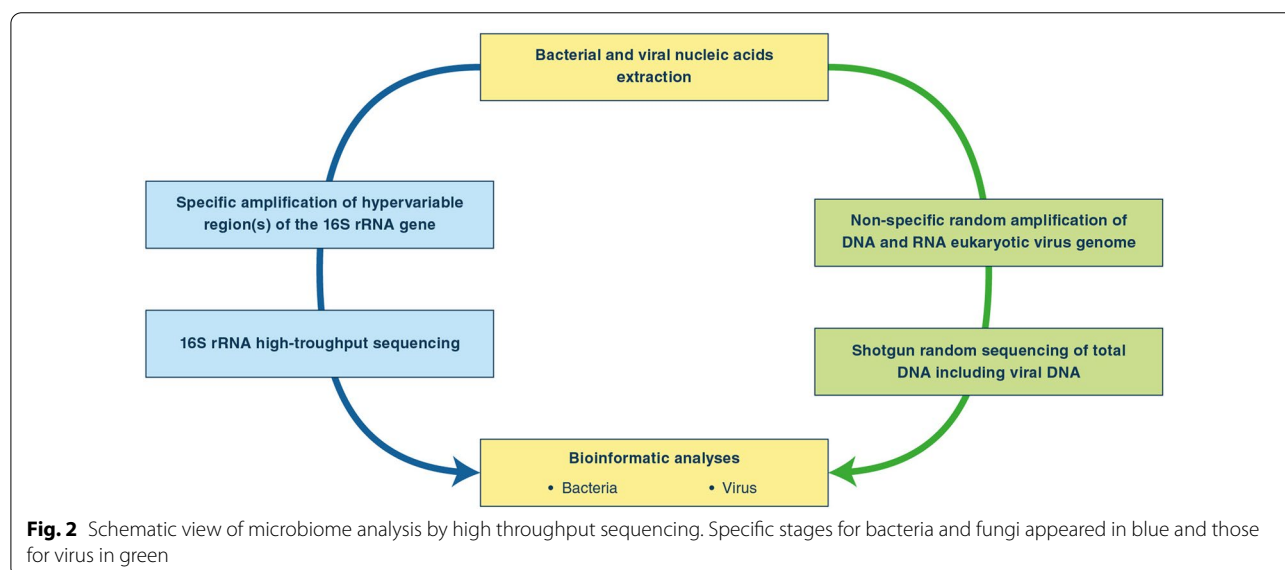 Bacterial and viral nucleic acids
extraction
Specific amplification of hypervariable
region(s) of the 16S rRNA gene
Non-specific random amplification of
DNA and RNA eukaryotic virus genome
16S rRNA high-troughput sequencing
Shotgun random sequencing of total
DNA including viral DNA
Bioinformatic analyses
• Bacteria • Virus
Fig. 2 Schematic view of microbiome analysis by high throughput sequencing. Specific stages for bacteria and fungi appeared in blue and those
for virus in green